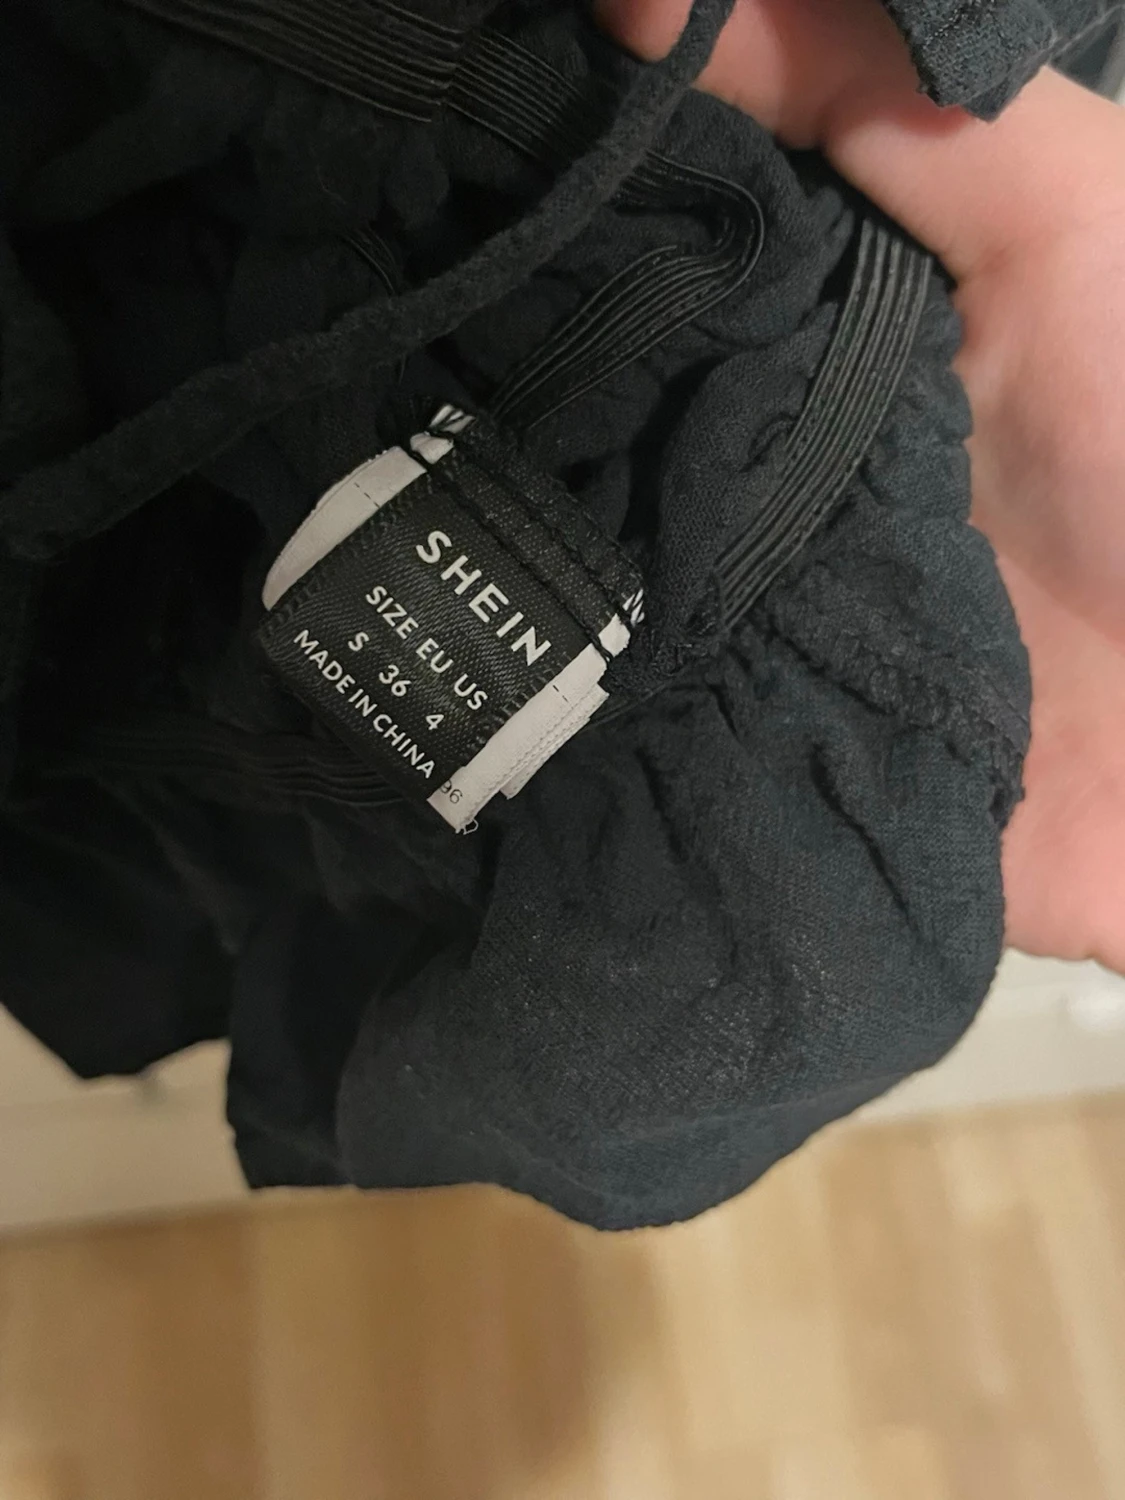 SHEIN
SIZE EU US
S 36 4
MADE IN CHINA